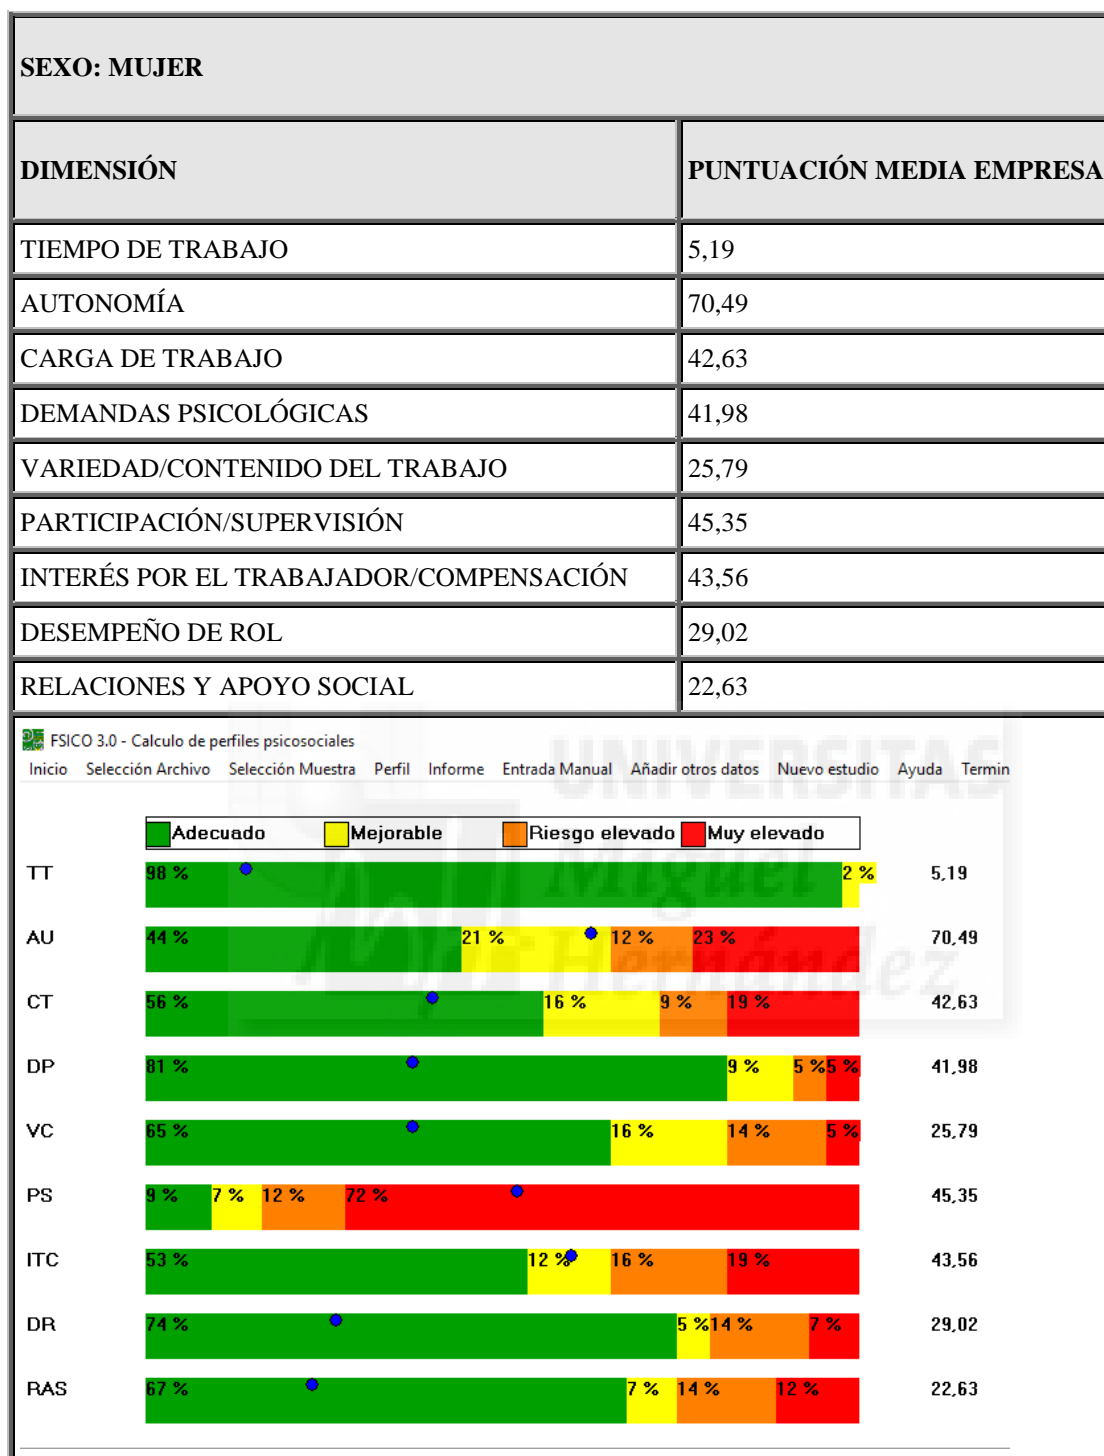 SEXO: MUJER
DIMENSIÓN PUNTUACIÓN MEDIA EMPRESA
TIEMPO DE TRABAJO 5,19
AUTONOMÍA 70,49
CARGA DE TRABAJO 42,63
DEMANDAS PSICOLÓGICAS 41,98
VARIEDAD/CONTENIDO DEL TRABAJO 25,79
PARTICIPACIÓN/SUPERVISIÓN 45,35
INTERÉS POR EL TRABAJADOR/COMPENSACIÓN 43,56
DESEMPEÑO DE ROL 29,02
RELACIONES Y APOYO SOCIAL 22,63
FSICO 3.0 - Calculo de perfiles psicosociales
Inicio Selección Archivo Selección Muestra Perfil Informe Entrada Manual Añadir otros datos Nuevo estudio Ayuda Termin
UNIVERSITAS
Miguel
Hernández
Adecuado Mejorable Riesgo elevado Muy elevado
TT 98 % 2 % 5,19
AU 44 % 21 % 12 % 23 % 70,49
CT 56 % 16 % 9 % 19 % 42,63
DP 81 % 9 % 5 % 5 % 41,98
VC 65 % 16 % 14 % 5 % 25,79
PS 9 % 7 % 12 % 72 % 45,35
ITC 53 % 12 % 16 % 19 % 43,56
DR 74 % 5 % 14 % 7 % 29,02
RAS 67 % 7 % 14 % 12 % 22,63